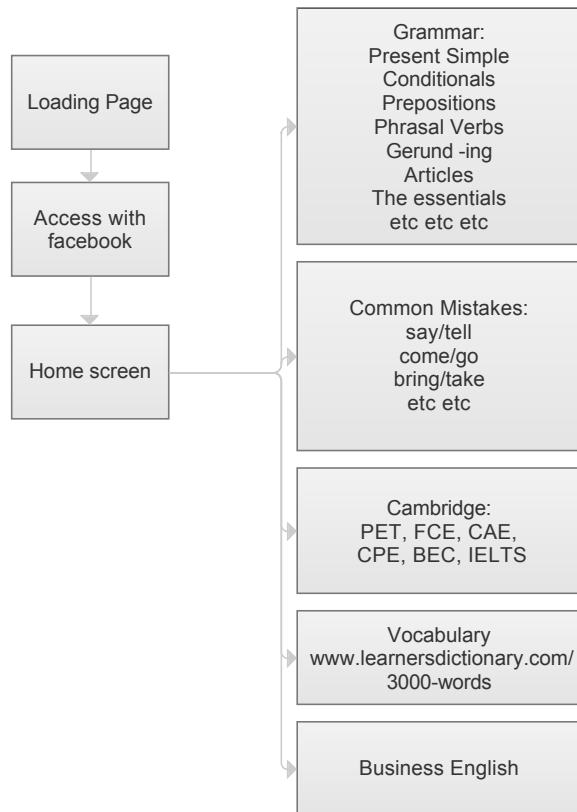 Loading Page
Access with
facebook
Home screen
Grammar:
Present Simple
Conditionals
Prepositions
Phrasal Verbs
Gerund -ing
Articles
The essentials
etc etc etc
Common Mistakes:
say/tell
come/go
bring/take
etc etc
Cambridge:
PET, FCE, CAE,
CPE, BEC, IELTS
Vocabulary
www.learnersdictionary.com/
3000-words
Business English